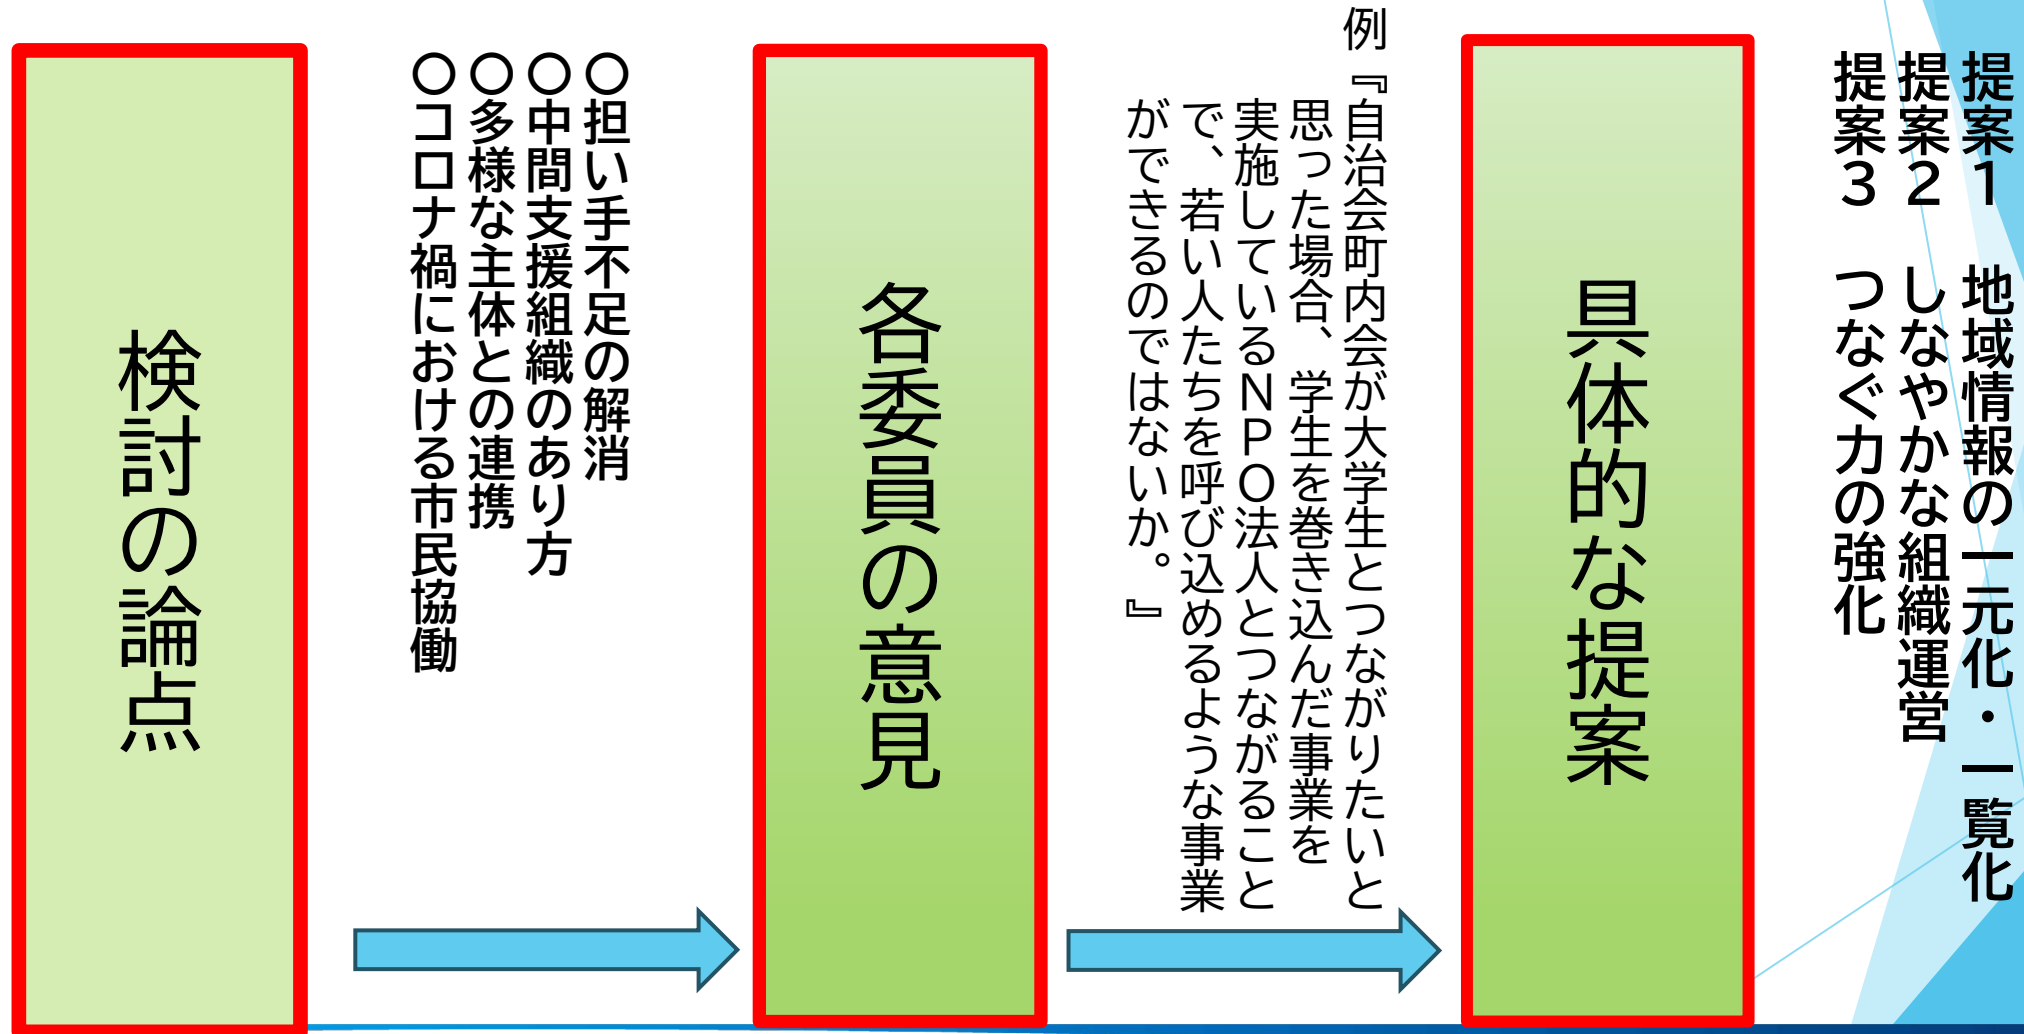 検討の論点
〇担い手不足の解消
〇中間支援組織のあり方
〇多様な主体との連携
〇コロナ禍における市民協働
各委員の意見
例『自治会町内会が大学生とつながりたいと
思った場合、学生を巻き込んだ事業を
実施しているＮＰＯ法人とつながること
で、若い人たちを呼び込めるような事業
ができるのではないか。』
具体的な提案
提案１　地域情報の一元化・一覧化
提案２　しなやかな組織運営
提案３　つなぐ力の強化